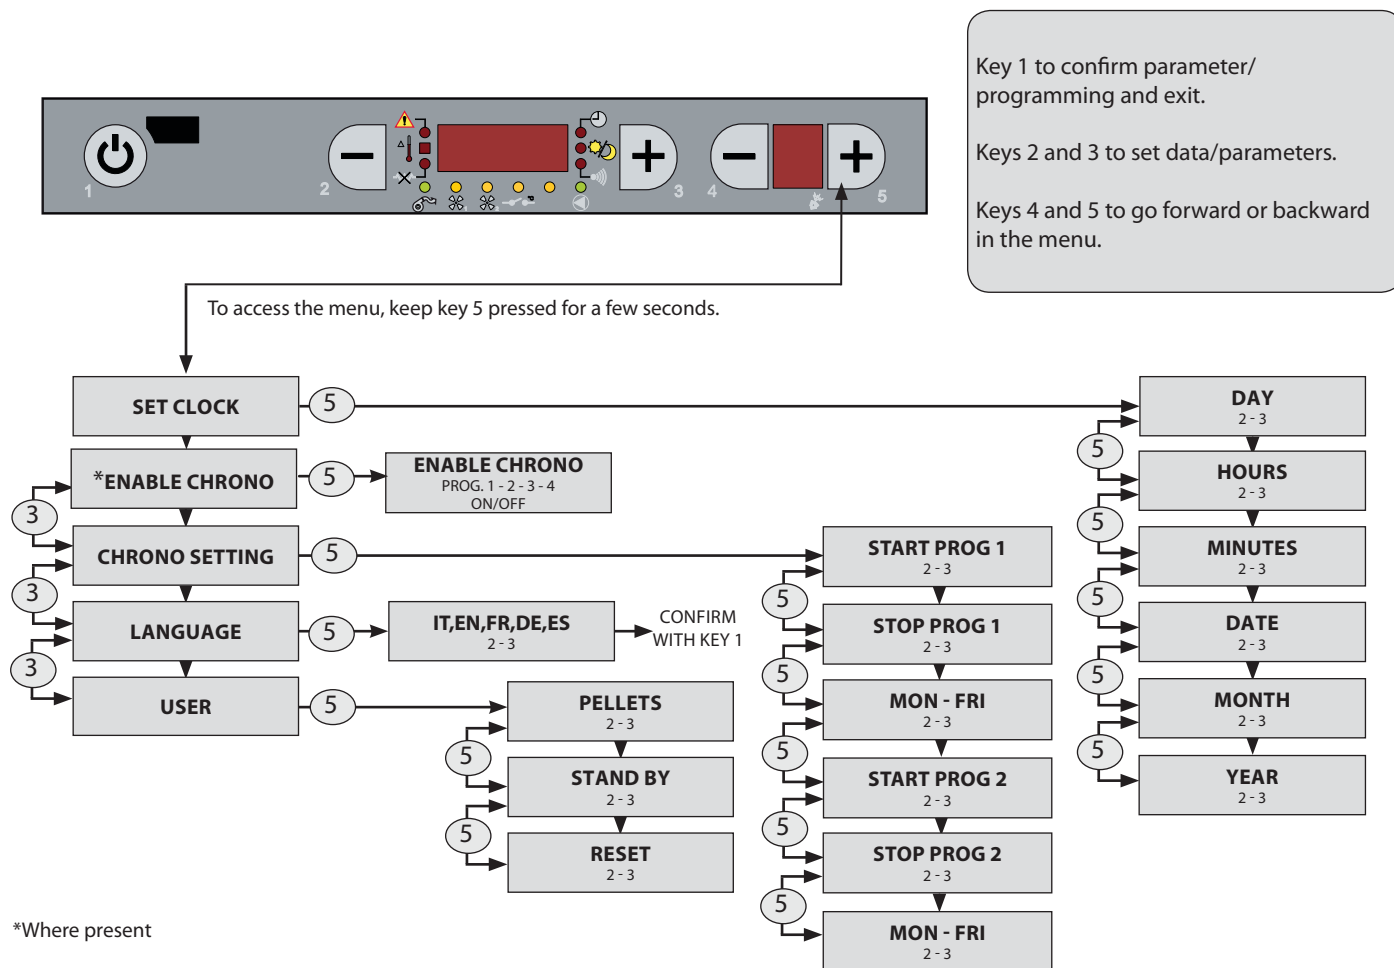 Key 1 to confirm parameter/
programming and exit.
Keys 2 and 3 to set data/parameters.
Keys 4 and 5 to go forward or backward
in the menu.
1
2
3
4
5
To access the menu, keep key 5 pressed for a few seconds.
SET CLOCK
5
*ENABLE CHRONO
5
ENABLE CHRONO
PROG. 1 - 2 - 3 - 4
ON/OFF
3
CHRONO SETTING
5
3
LANGUAGE
5
IT,EN,FR,DE,ES
2 - 3
CONFIRM
WITH KEY 1
3
USER
5
PELLETS
2 - 3
5
STAND BY
2 - 3
5
RESET
2 - 3
START PROG 1
2 - 3
5
STOP PROG 1
2 - 3
5
MON - FRI
2 - 3
5
START PROG 2
2 - 3
5
STOP PROG 2
2 - 3
5
MON - FRI
2 - 3
DAY
2 - 3
5
HOURS
2 - 3
5
MINUTES
2 - 3
5
DATE
2 - 3
5
MONTH
2 - 3
5
YEAR
2 - 3
*Where present